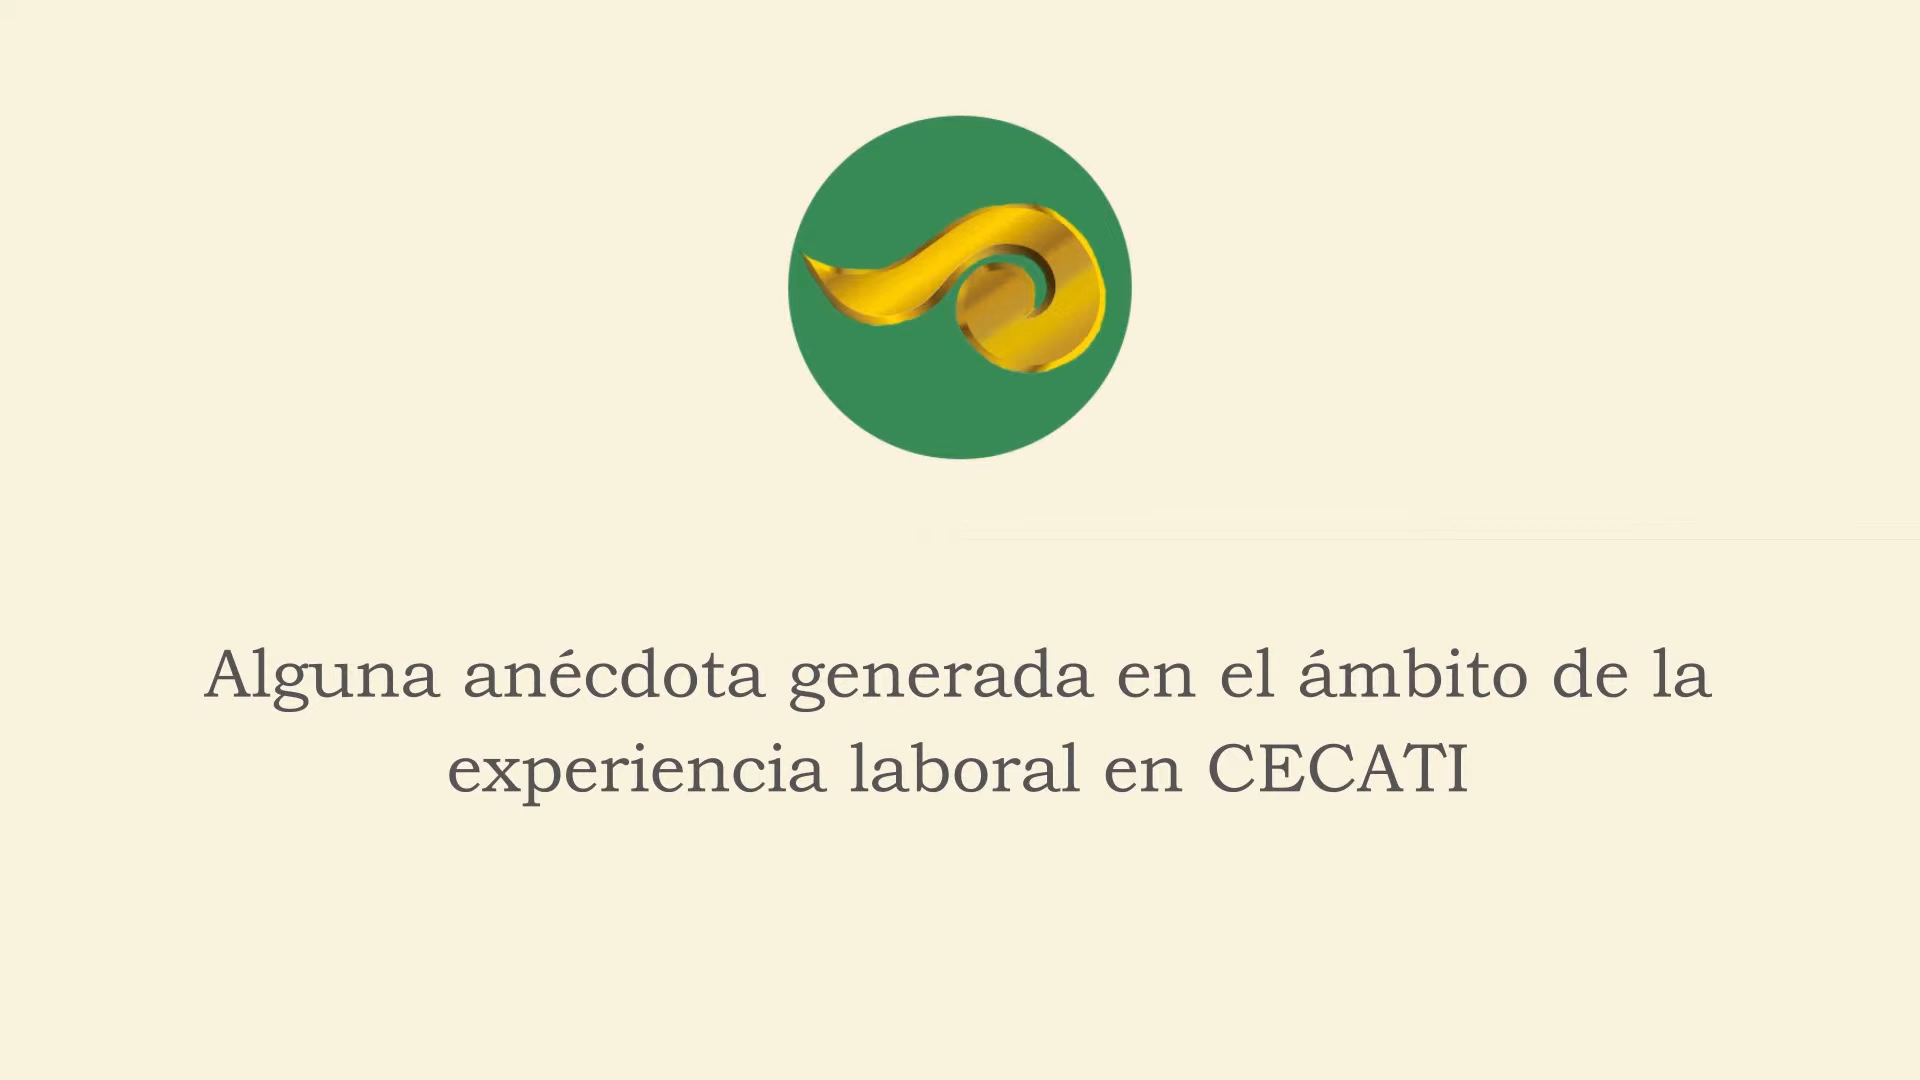 Alguna anécdota generada en el ámbito de la
experiencia laboral en CECATI